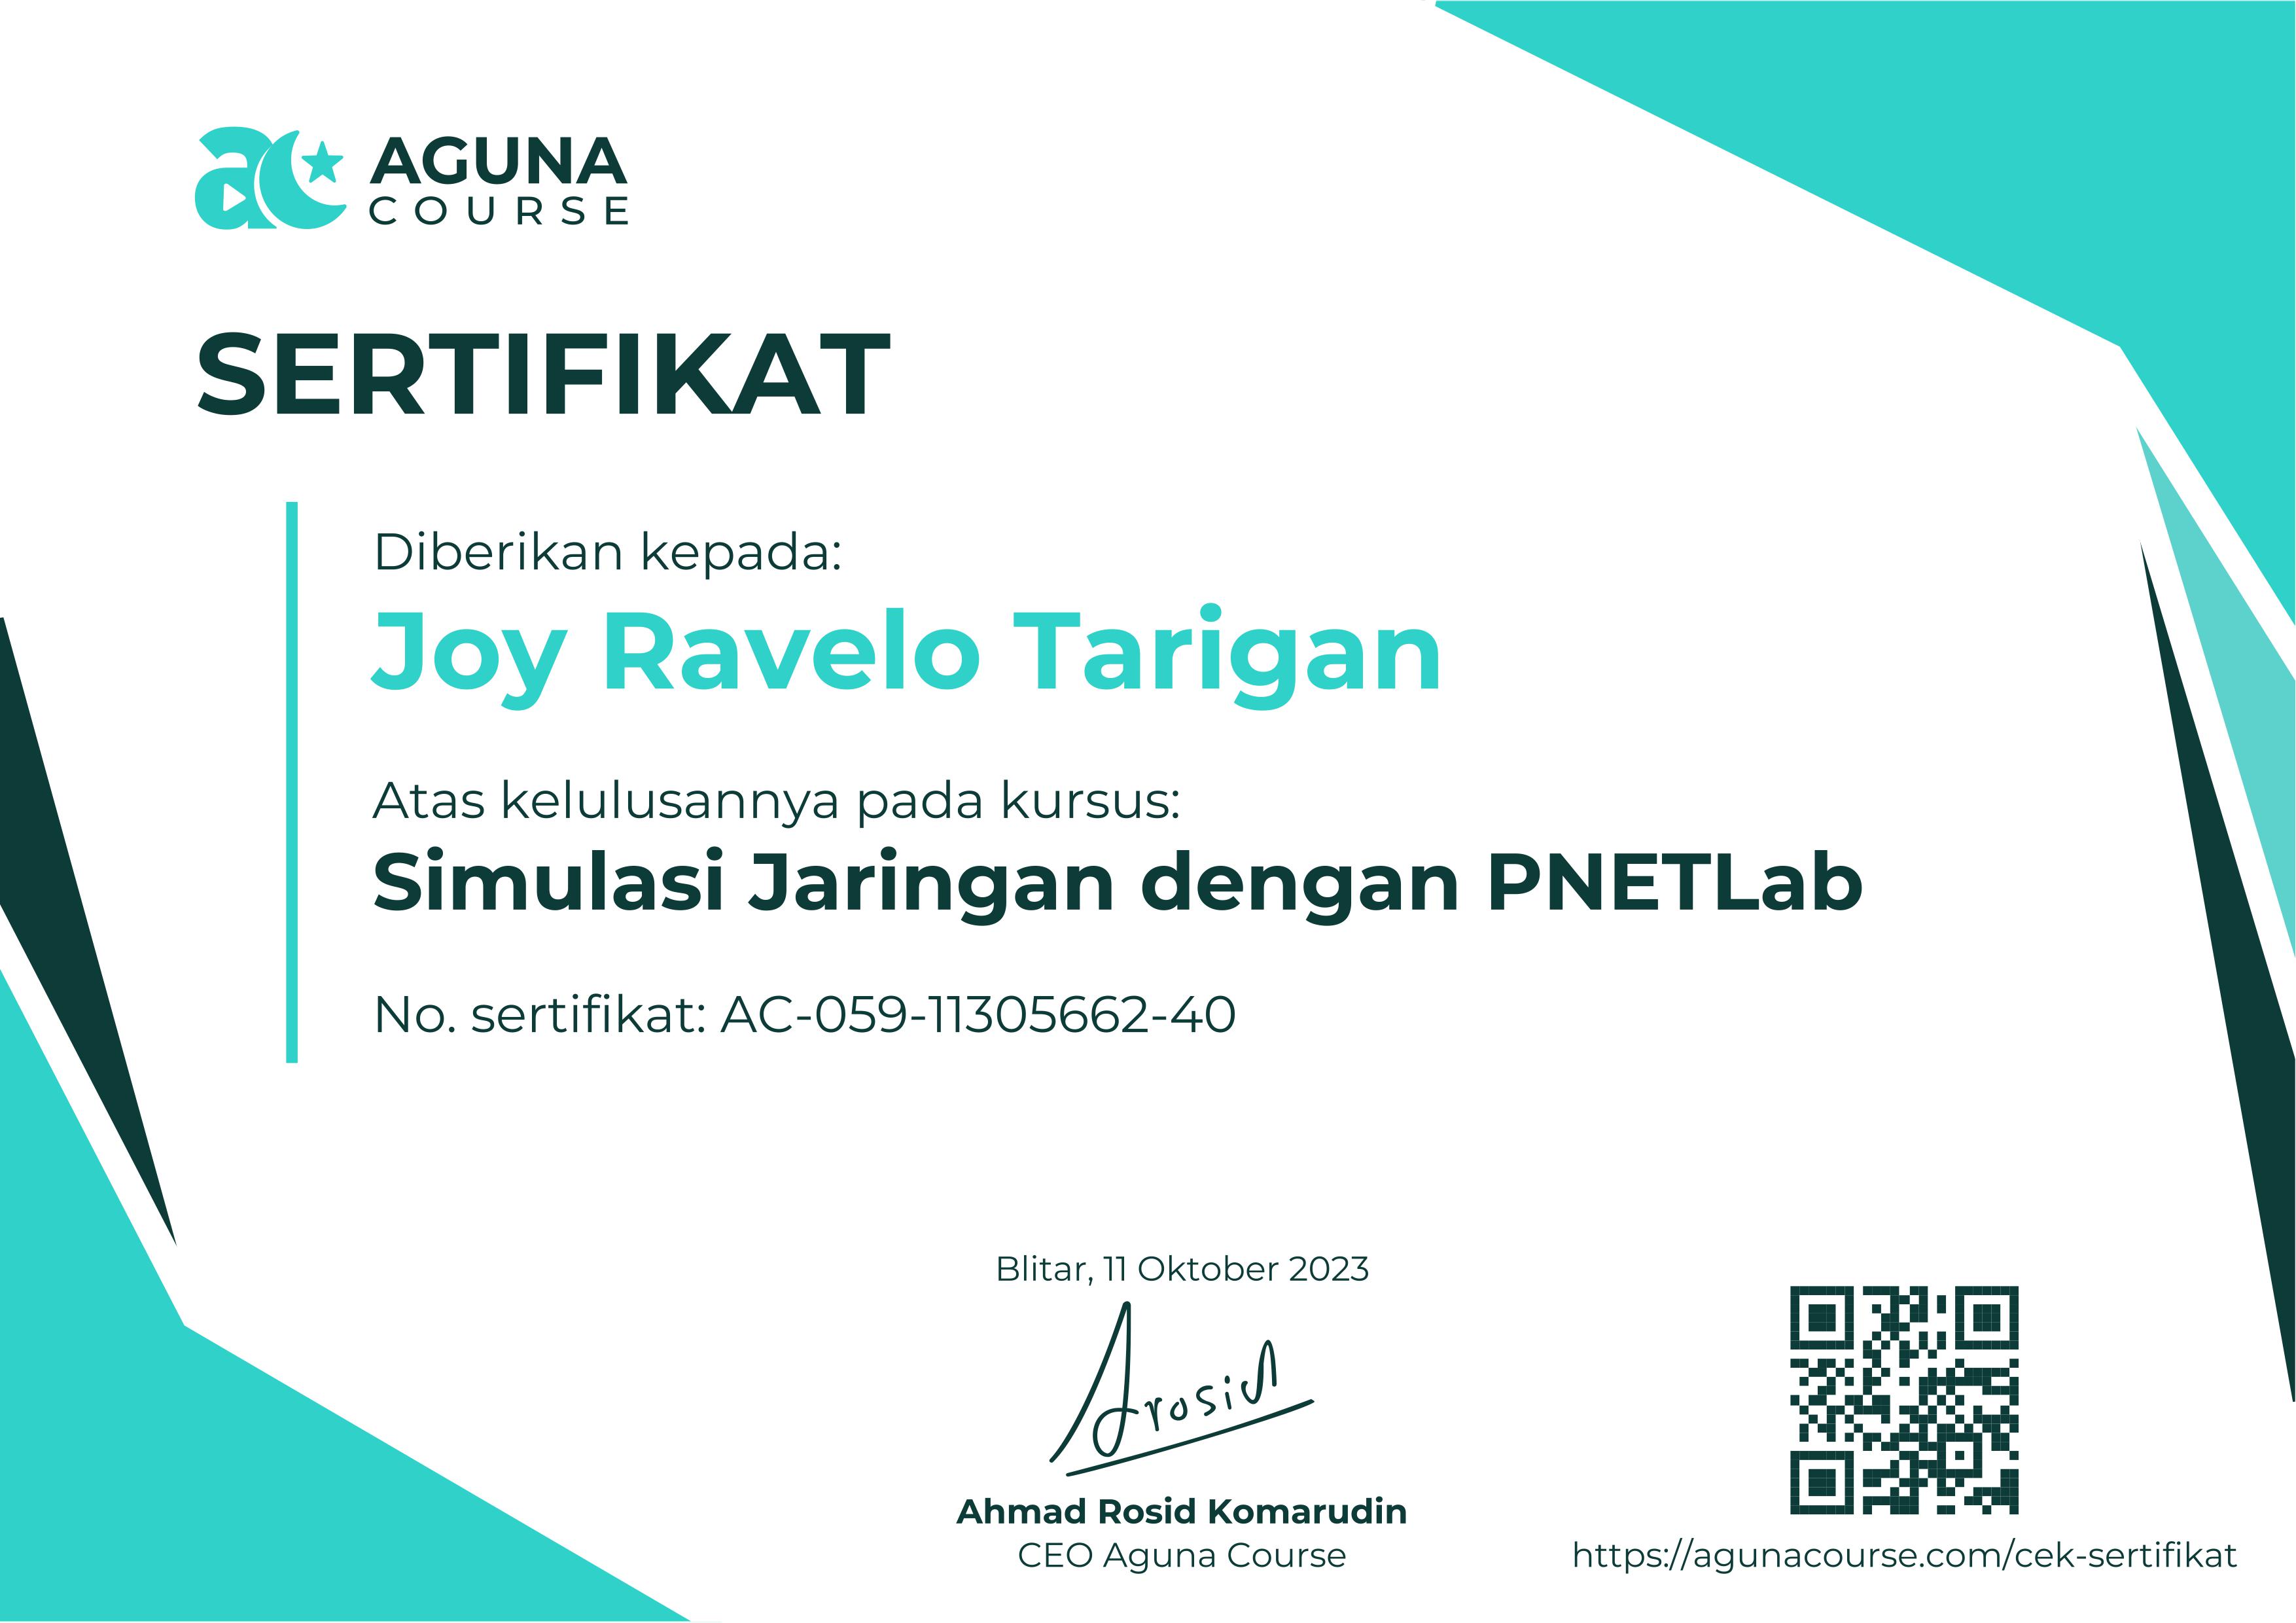 AGUNA
COURSE
SERTIFIKAT
Diberikan kepada:
Joy Ravelo Tarigan
Atas kelulusannya pada kursus:
Simulasi Jaringan dengan PNETLab
No. sertifikat: AC-059-11305662-40
Blitar, 11 Oktober 2023
Arosid
Ahmad Rosid Komarudin
CEO Aguna Course
https://agunacourse.com/cek-sertifikat